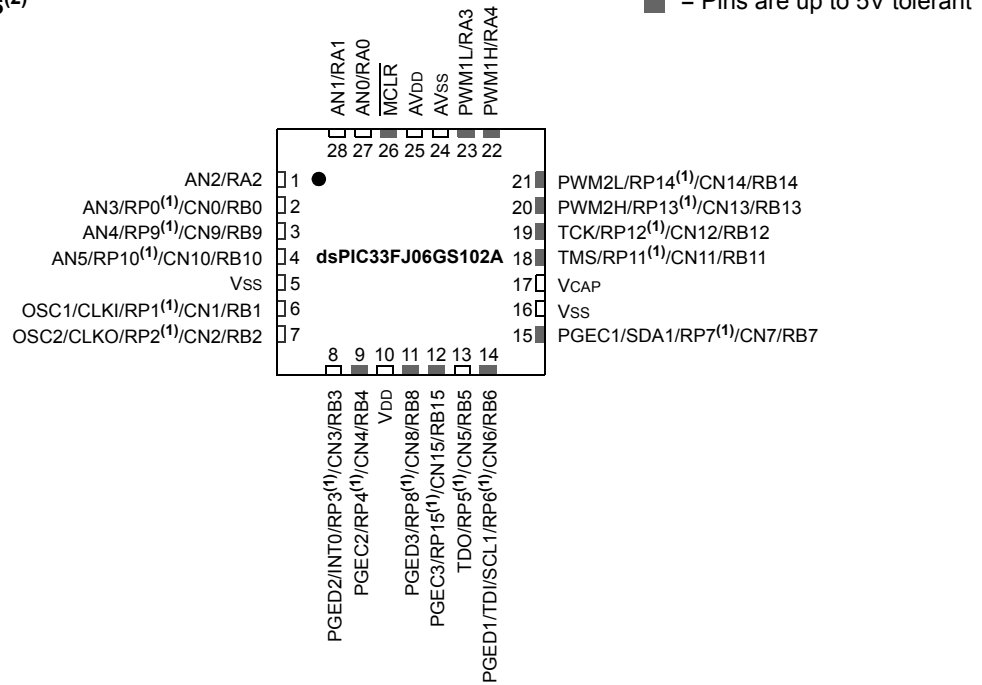 S(2)
= Pins are up to 5V tolerant
AN1/RA1
AN0/RA0
MCLR
AVDD
AVSS
PWM1L/RA3
PWM1H/RA4
28 27 26 25 24 23 22
AN2/RA2 1
AN3/RP0(1)/CN0/RB0 2
AN4/RP9(1)/CN9/RB9 3
AN5/RP10(1)/CN10/RB10 4
VSS 5
OSC1/CLKI/RP1(1)/CN1/RB1 6
OSC2/CLKO/RP2(1)/CN2/RB2 7
dsPIC33FJ06GS102A
21 PWM2L/RP14(1)/CN14/RB14
20 PWM2H/RP13(1)/CN13/RB13
19 TCK/RP12(1)/CN12/RB12
18 TMS/RP11(1)/CN11/RB11
17 VCAP
16 VSS
15 PGEC1/SDA1/RP7(1)/CN7/RB7
8 9 10 11 12 13 14
PGED2/INT0/RP3(1)/CN3/RB3
PGEC2/RP4(1)/CN4/RB4
VDD
PGED3/RP8(1)/CN8/RB8
PGEC3/RP15(1)/CN15/RB15
TDO/RP5(1)/CN5/RB5
PGED1/TDI/SCL1/RP6(1)/CN6/RB6